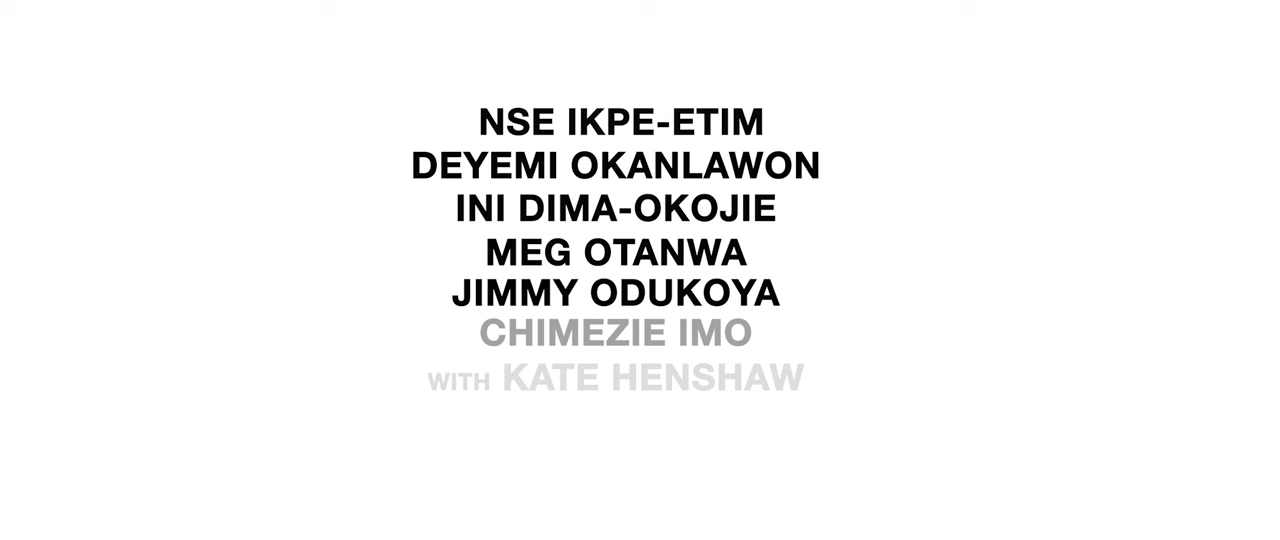 NSE IKPE-ETIM
DEYEMI OKANLAWON
INI DIMA-OKOJIE
MEG OTANWA
JIMMY ODUKOYA
CHIMEZIE IMO
WITH KATE HENSHAW